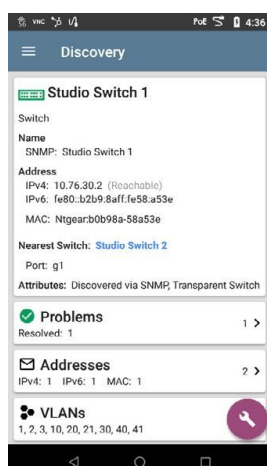 VNC PoE 4:36
Discovery
Studio Switch 1
Switch
Name
SNMP: Studio Switch 1
Address
IPv4: 10.76.30.2 (Reachable)
IPv6: fe80::b2b9:8aff:fe58:a53e
MAC: Ntgear:b0b98a-58a53e
Nearest Switch: Studio Switch 2
Port: g1
Attributes: Discovered via SNMP, Transparent Switch
Problems 1
Resolved: 1
Addresses 2
IPv4: 1 IPv6: 1 MAC: 1
VLANs
1, 2, 3, 10, 20, 21, 30, 40, 41